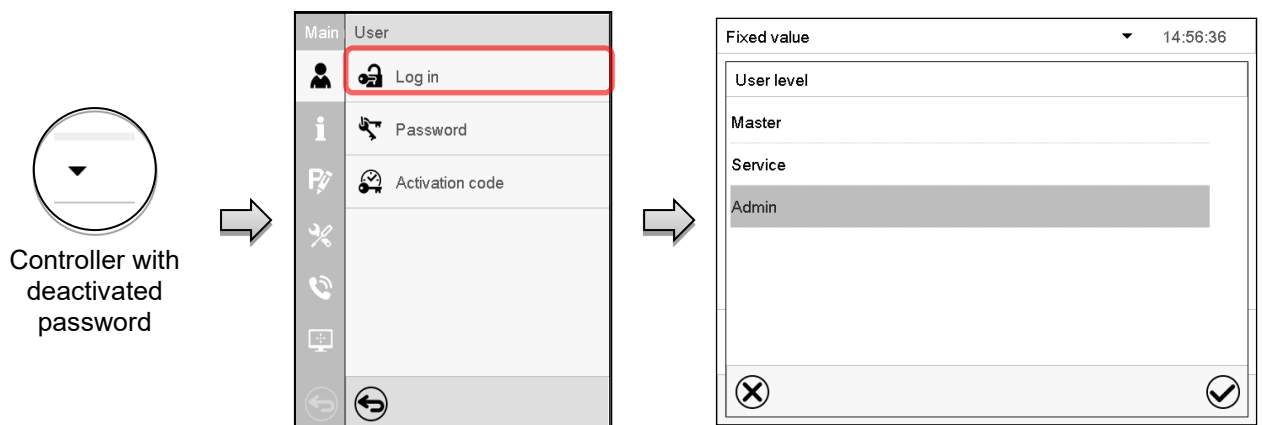 Controller with
deactivated
password
Main
User
Log in
Password
Activation code
Fixed value
14:56:36
User level
Master
Service
Admin